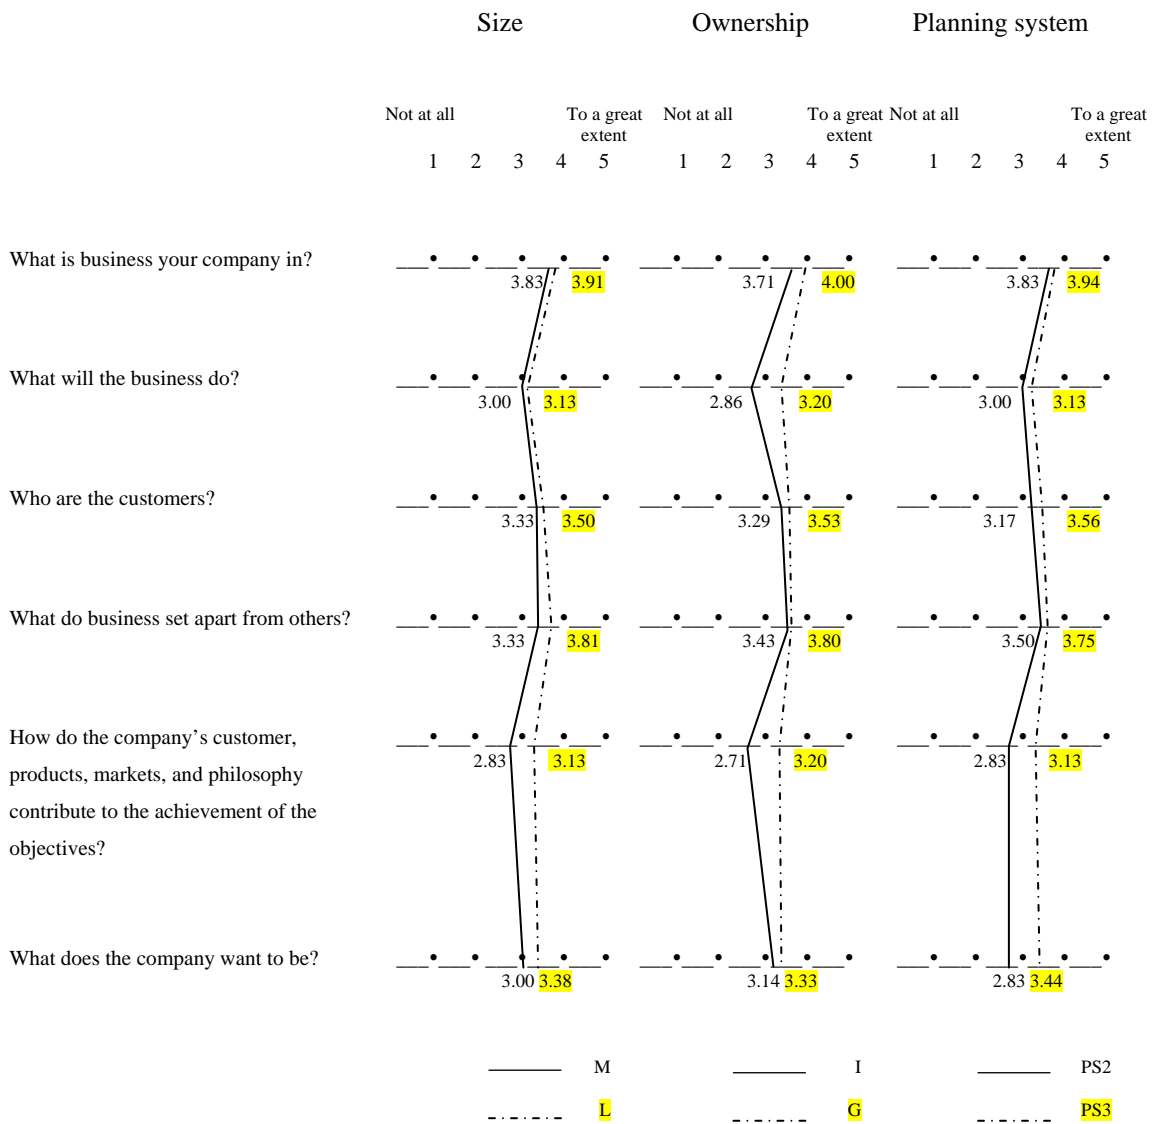 Size Ownership Planning system
Not at all To a great extent Not at all To a great extent Not at all To a great extent
1 2 3 4 5 1 2 3 4 5 1 2 3 4 5
What is business your company in?
3.83 3.91 3.71 4.00 3.83 3.94
What will the business do?
3.00 3.13 2.86 3.20 3.00 3.13
Who are the customers?
3.33 3.50 3.29 3.53 3.17 3.56
What do business set apart from others?
3.33 3.81 3.43 3.80 3.50 3.75
How do the company’s customer,
2.83 3.13 2.71 3.20 2.83 3.13
products, markets, and philosophy
contribute to the achievement of the
objectives?
What does the company want to be?
3.00 3.38 3.14 3.33 2.83 3.44
M I PS2
L G PS3